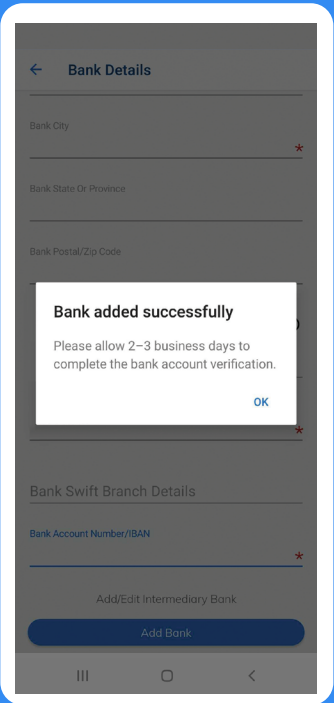 Bank Details
Bank City
*
Bank State Or Province
Bank Postal/Zip Code
Bank added successfully
Please allow 2–3 business days to
complete the bank account verification.
OK
*
Bank Swift Branch Details
Bank Account Number/IBAN
*
Add/Edit Intermediary Bank
Add Bank